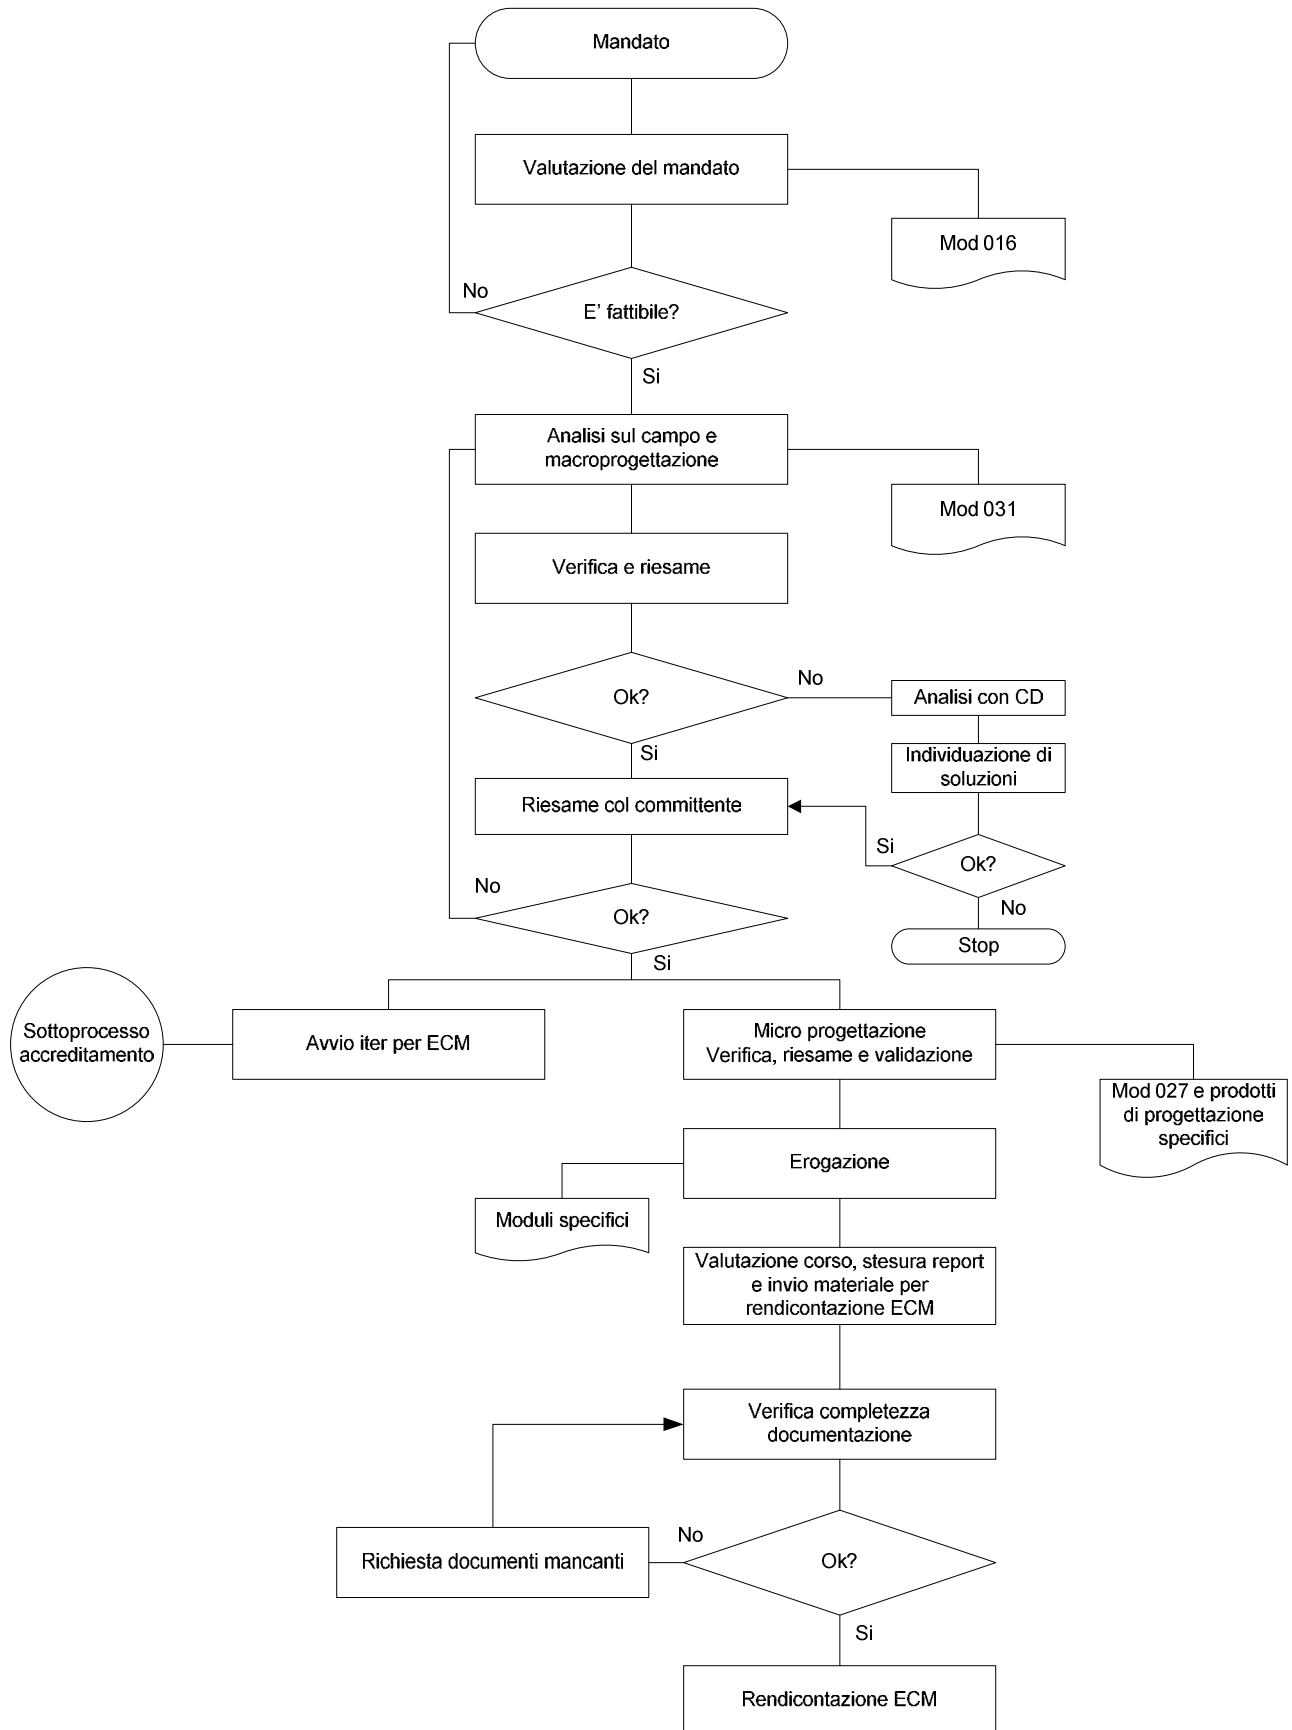 Mandato
Valutazione del mandato
Mod 016
No
E' fattibile?
Si
Analisi sul campo e
macroprogettazione
Mod 031
Verifica e riesame
No
Ok?
Analisi con CD
Si
Individuazione di
soluzioni
Riesame col committente
Si
Ok?
No
Ok?
No
Stop
Si
Sottoprocesso
accreditamento
Avvio iter per ECM
Micro progettazione
Verifica, riesame e validazione
Mod 027 e prodotti
di progettazione
specifici
Erogazione
Moduli specifici
Valutazione corso, stesura report
e invio materiale per
rendicontazione ECM
Verifica completezza
documentazione
No
Richiesta documenti mancanti
Ok?
Si
Rendicontazione ECM